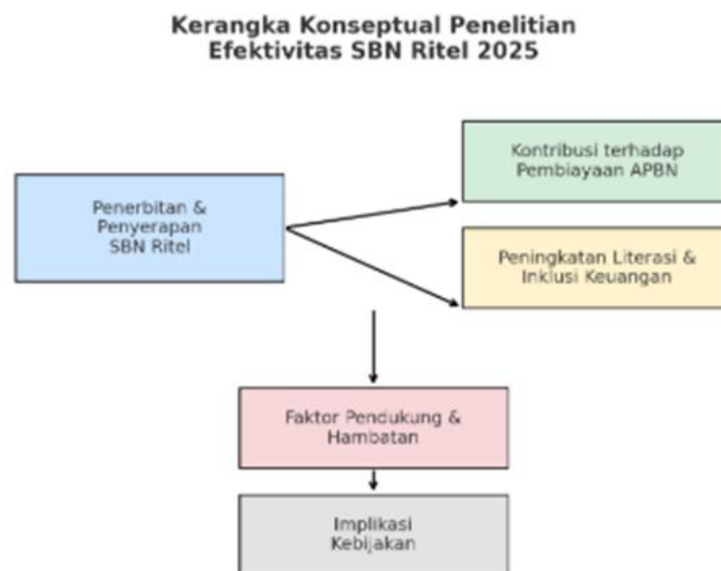 Kerangka Konseptual Penelitian
Efektivitas SBN Ritel 2025
Kontribusi terhadap
Pembiayaan APBN
Penerbitan &
Penyerapan
SBN Ritel
Peningkatan Literasi &
Inklusi Keuangan
Faktor Pendukung &
Hambatan
Implikasi
Kebijakan